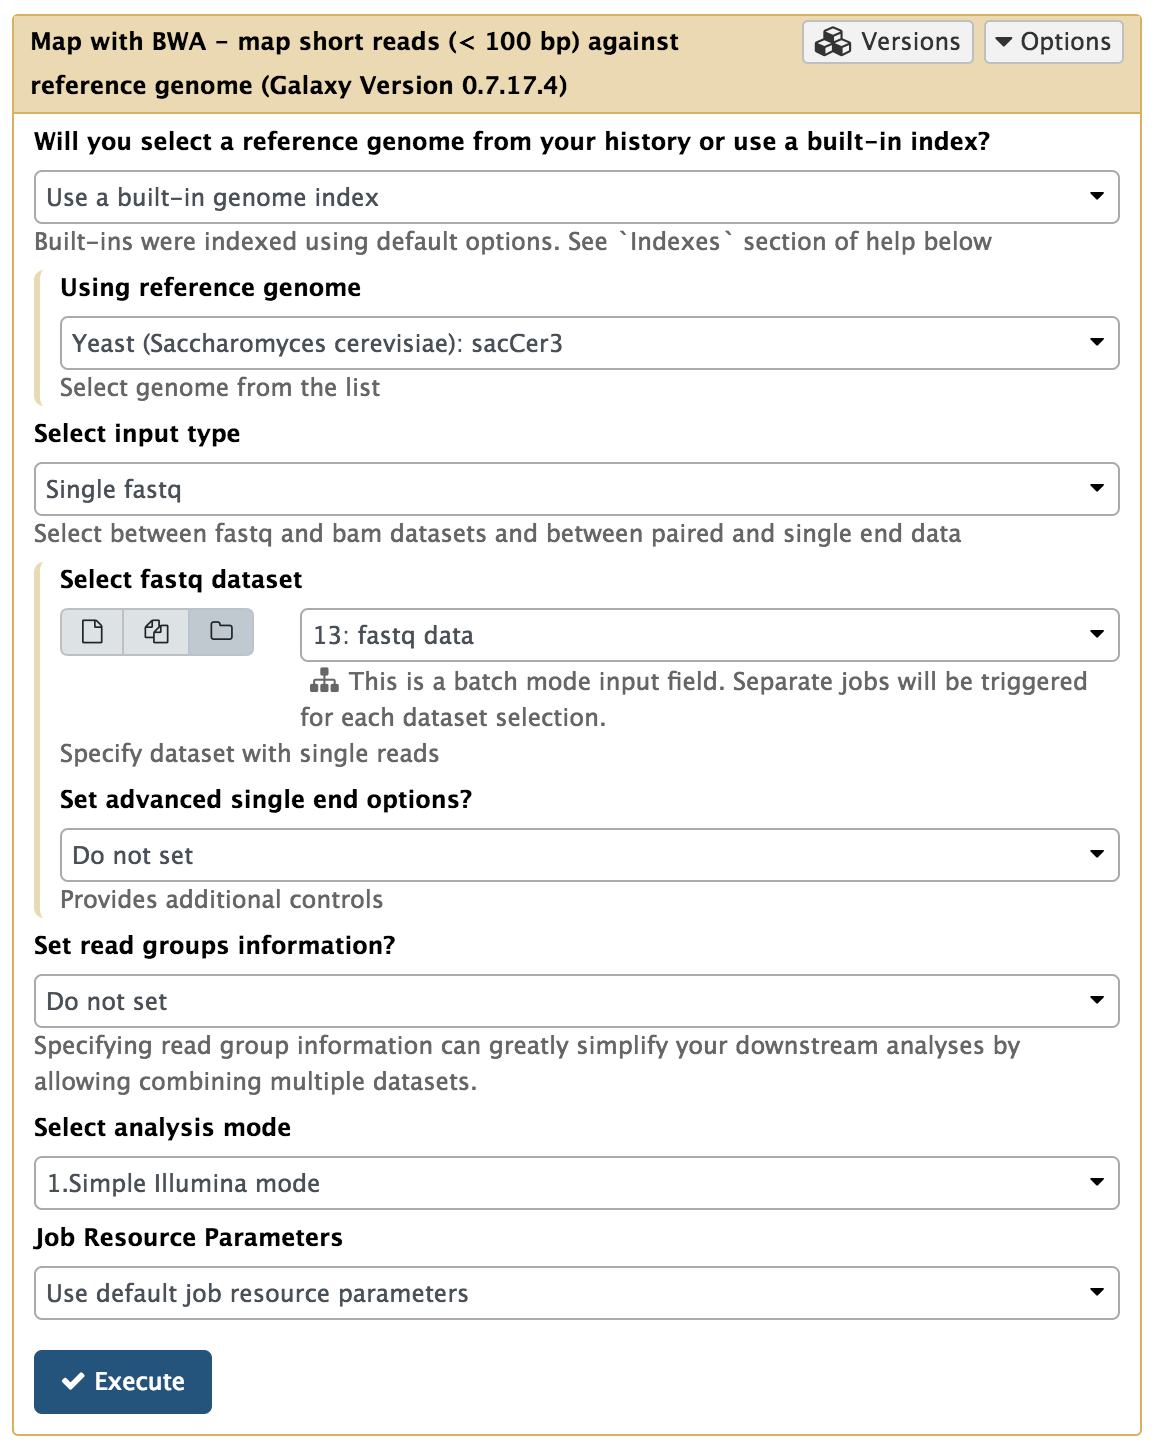 Map with BWA - map short reads (< 100 bp) against
reference genome (Galaxy Version 0.7.17.4)
Versions
Options
Will you select a reference genome from your history or use a built-in index?
Use a built-in genome index
Built-ins were indexed using default options. See `Indexes` section of help below
Using reference genome
Yeast (Saccharomyces cerevisiae): sacCer3
Select genome from the list
Select input type
Single fastq
Select between fastq and bam datasets and between paired and single end data
Select fastq dataset
13: fastq data
This is a batch mode input field. Separate jobs will be triggered
for each dataset selection.
Specify dataset with single reads
Set advanced single end options?
Do not set
Provides additional controls
Set read groups information?
Do not set
Specifying read group information can greatly simplify your downstream analyses by
allowing combining multiple datasets.
Select analysis mode
1.Simple Illumina mode
Job Resource Parameters
Use default job resource parameters
Execute